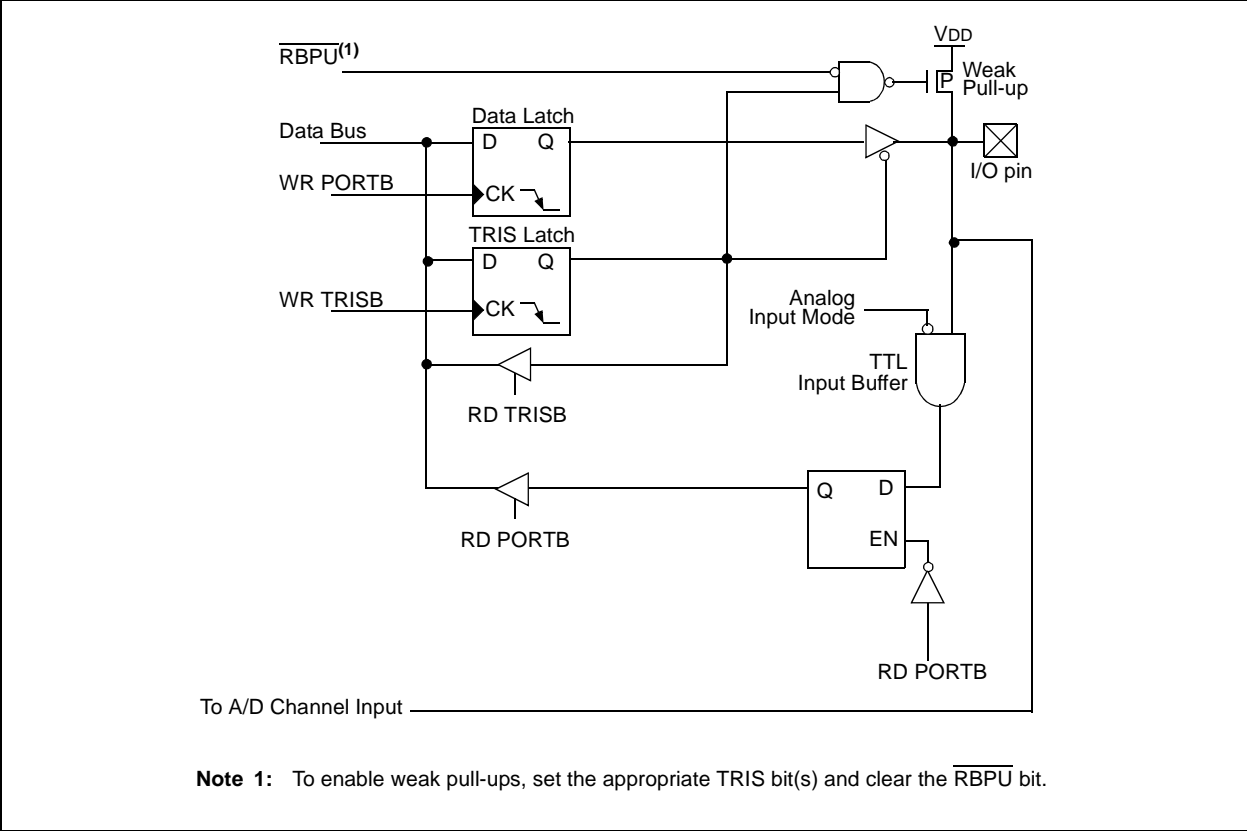 RBPU(1)
VDD
Weak
Pull-up
P
Data Latch
Data Bus
D Q
I/O pin
WR PORTB
CK
TRIS Latch
D Q
WR TRISB
CK
Analog
Input Mode
TTL
Input Buffer
RD TRISB
Q D
RD PORTB
EN
RD PORTB
To A/D Channel Input
Note 1: To enable weak pull-ups, set the appropriate TRIS bit(s) and clear the RBPU bit.